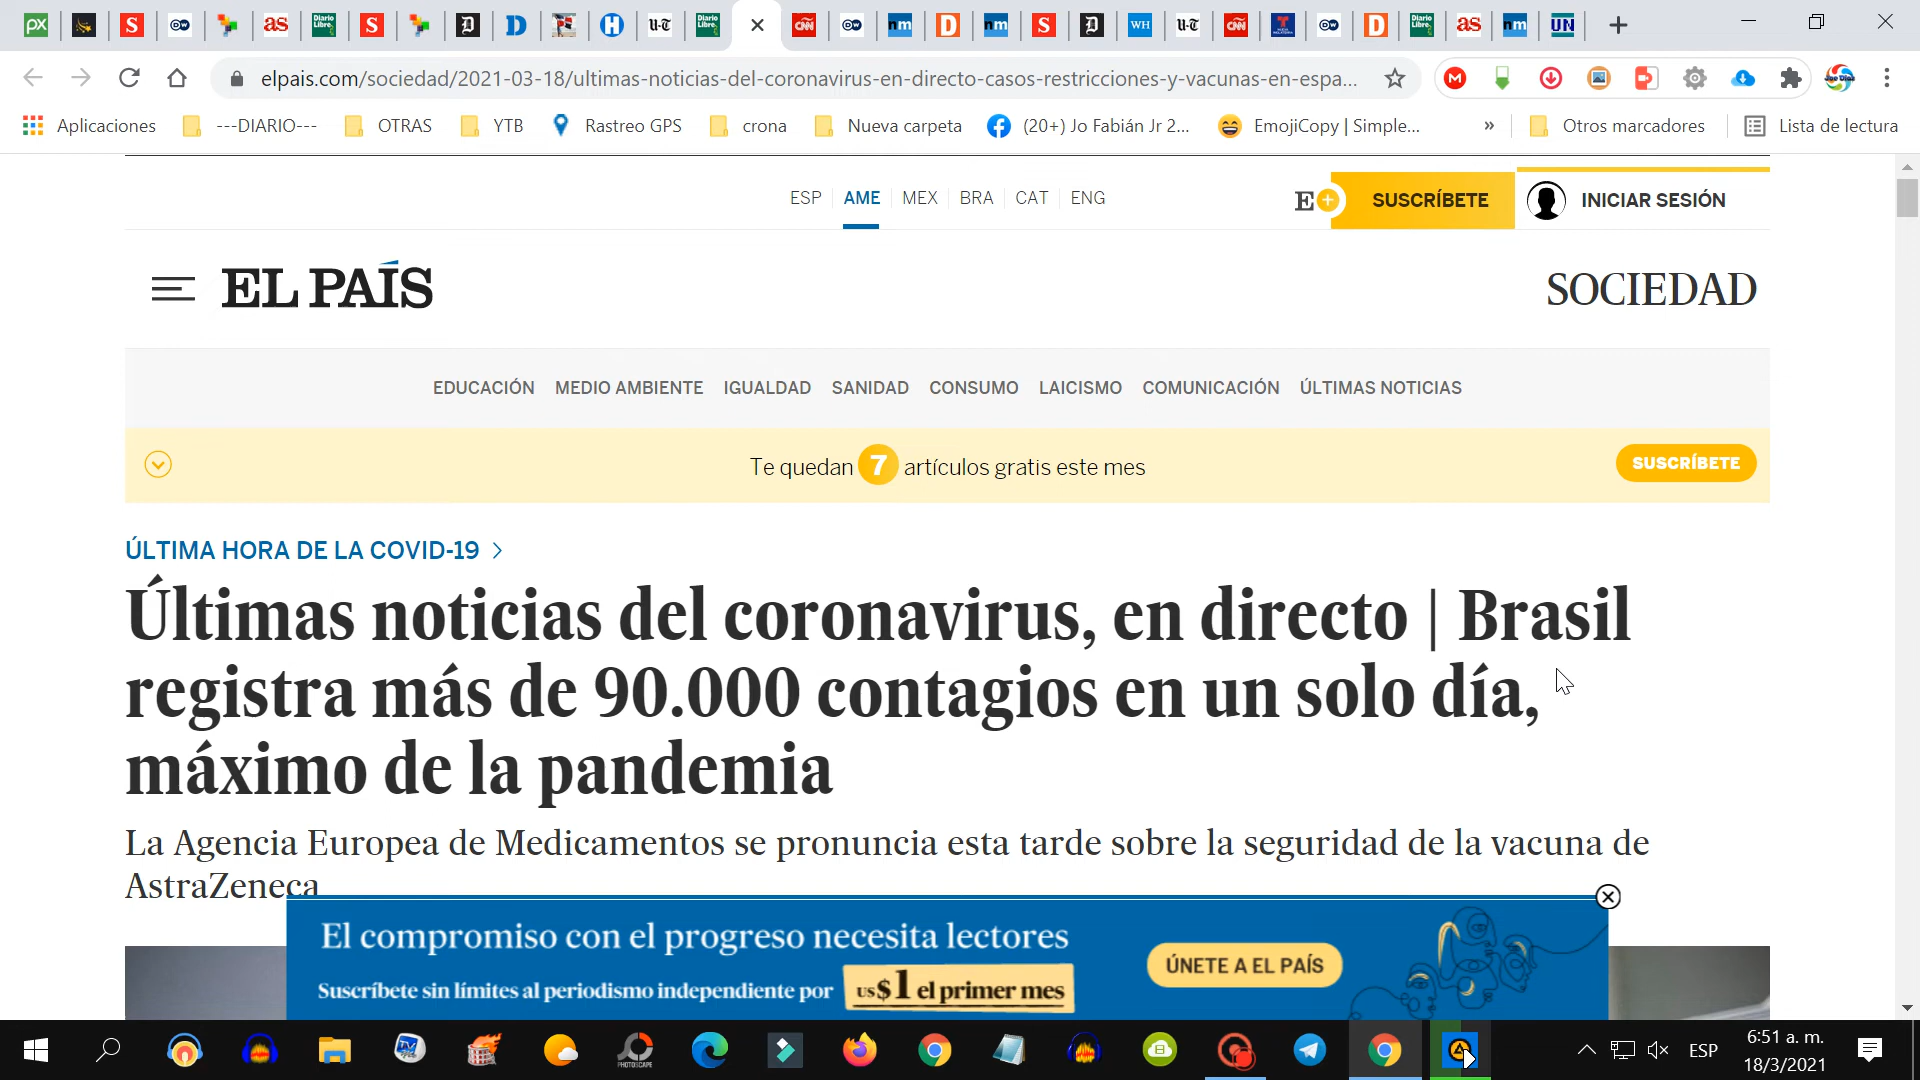 elpais.com/sociedad/2021-03-18/ultimas-noticias-del-coronavirus-en-directo-casos-restricciones-y-vacunas-en-espa...
Aplicaciones
---DIARIO---
OTRAS
YTB
Rastreo GPS
crona
Nueva carpeta
(20+) Jo Fabián Jr 2...
EmojiCopy | Simple...
»
Otros marcadores
Lista de lectura
ESP AME MEX BRA CAT ENG
E+
SUSCRÍBETE
INICIAR SESIÓN
EL PAÍS
SOCIEDAD
EDUCACIÓN MEDIO AMBIENTE IGUALDAD SANIDAD CONSUMO LAICISMO COMUNICACIÓN ÚLTIMAS NOTICIAS
Te quedan 7 artículos gratis este mes
SUSCRÍBETE
ÚLTIMA HORA DE LA COVID-19 >
Últimas noticias del coronavirus, en directo | Brasil
registra más de 90.000 contagios en un solo día,
máximo de la pandemia
La Agencia Europea de Medicamentos se pronuncia esta tarde sobre la seguridad de la vacuna de
AstraZeneca
El compromiso con el progreso necesita lectores
Suscríbete sin límites al periodismo independiente por US$1 el primer mes
ÚNETE A EL PAÍS
ESP
6:51 a. m.
18/3/2021